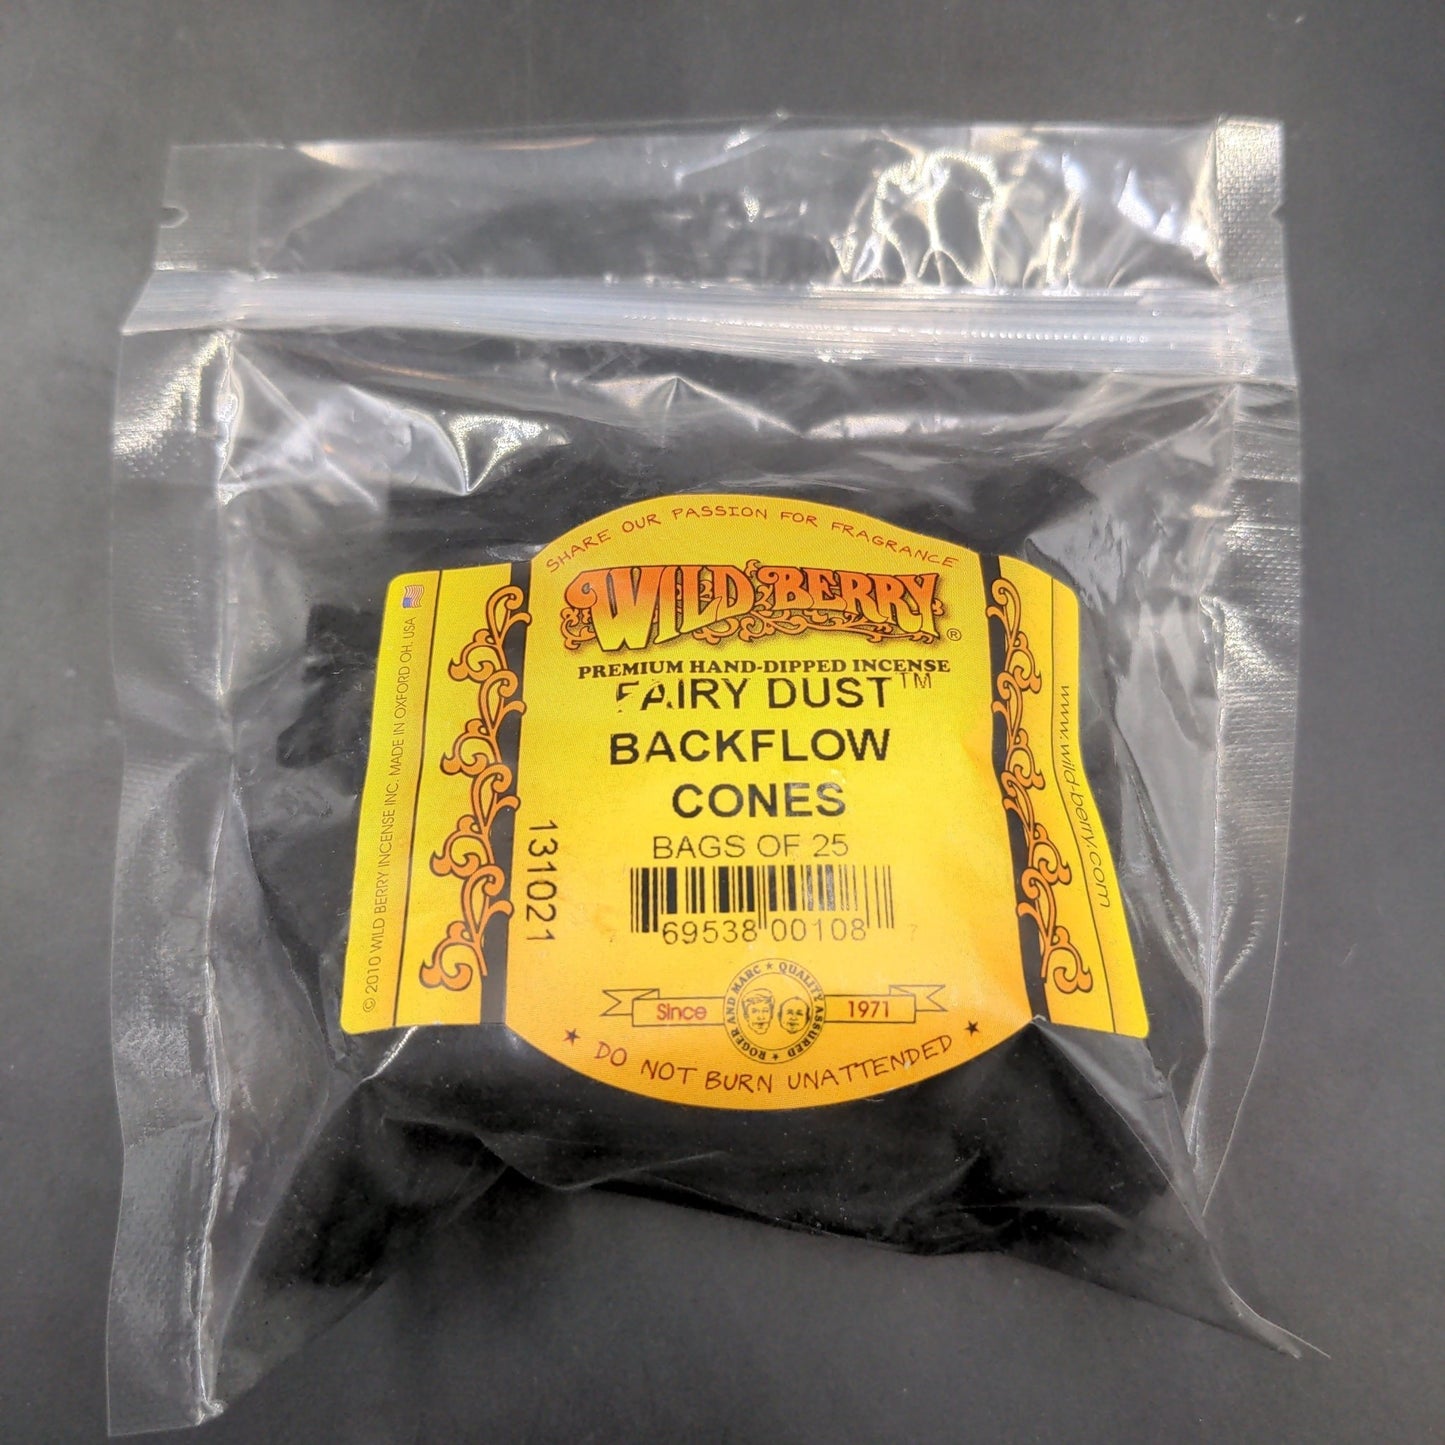 SHARE OUR PASSION FOR FRAGRANCE
WILD BERRY®
PREMIUM HAND-DIPPED INCENSE
FAIRY DUST™
BACKFLOW
CONES
BAGS OF 25
69538 00108 7
131021
Since 1971
ROGER AND MARC ★ QUALITY ASSURED ★
★ DO NOT BURN UNATTENDED ★
© 2010 WILD BERRY INCENSE INC. MADE IN OXFORD OH. USA
www.wild-berry.com